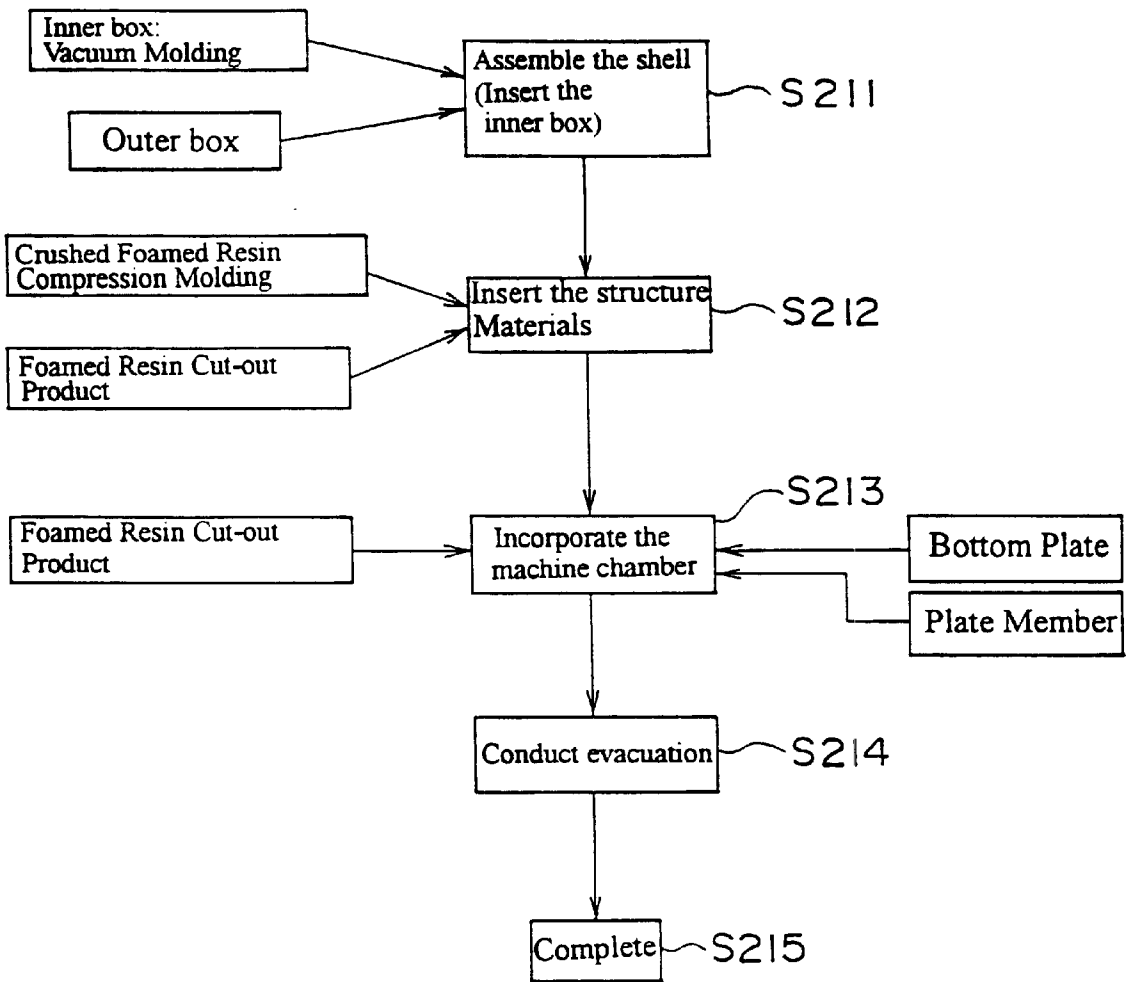 Inner box:
Vacuum Molding
Outer box
Assemble the shell
(Insert the
inner box)
S211
Crushed Foamed Resin
Compression Molding
Foamed Resin Cut-out
Product
Insert the structure
Materials
S212
Foamed Resin Cut-out
Product
Incorporate the
machine chamber
S213
Bottom Plate
Plate Member
Conduct evacuation
S214
Complete
S215